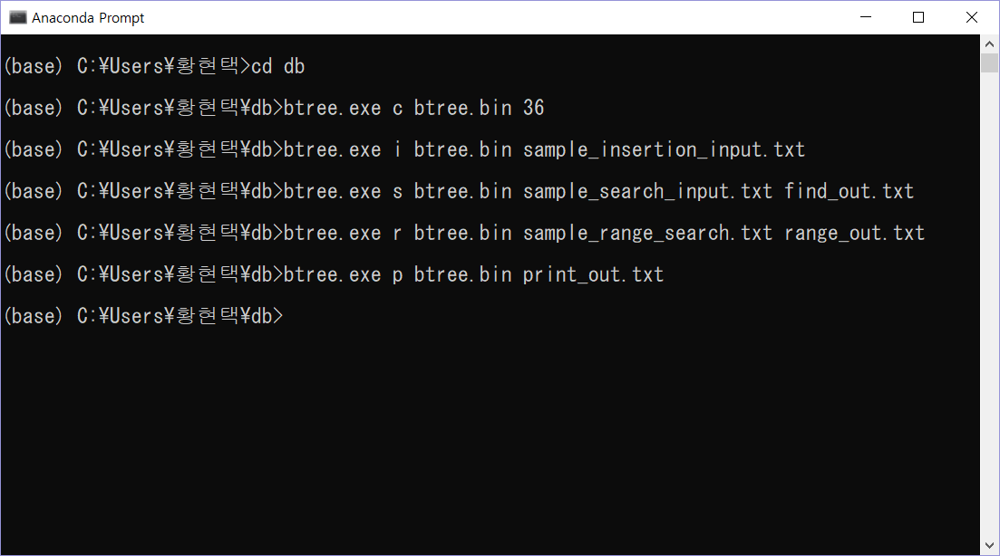 Anaconda Prompt
(base) C:¥Users¥황현택>cd db
(base) C:¥Users¥황현택¥db>btree.exe c btree.bin 36
(base) C:¥Users¥황현택¥db>btree.exe i btree.bin sample_insertion_input.txt
(base) C:¥Users¥황현택¥db>btree.exe s btree.bin sample_search_input.txt find_out.txt
(base) C:¥Users¥황현택¥db>btree.exe r btree.bin sample_range_search.txt range_out.txt
(base) C:¥Users¥황현택¥db>btree.exe p btree.bin print_out.txt
(base) C:¥Users¥황현택¥db>